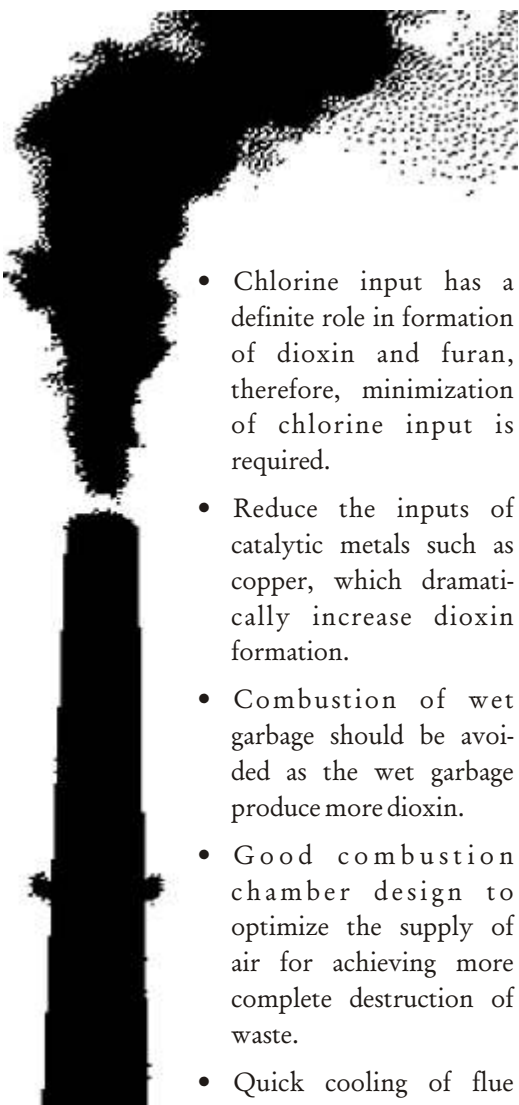 • Chlorine input has a
definite role in formation
of dioxin and furan,
therefore, minimization
of chlorine input is
required.
• Reduce the inputs of
catalytic metals such as
copper, which dramati-
cally increase dioxin
formation.
• Combustion of wet
garbage should be avoi-
ded as the wet garbage
produce more dioxin.
• Good combustion
chamber design to
optimize the supply of
air for achieving more
complete destruction of
waste.
• Quick cooling of flue